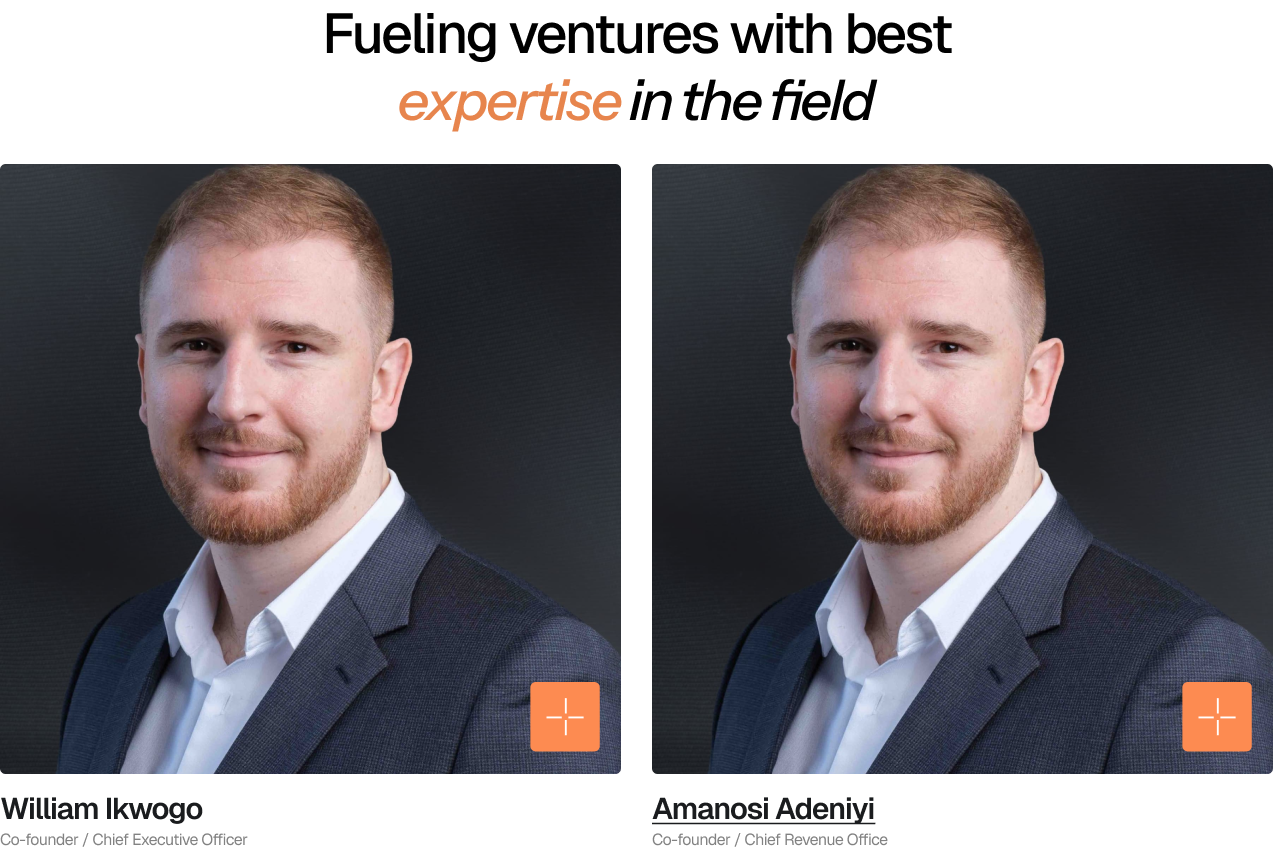 Fueling ventures with best
expertise in the field
William Ikwogo
Amanosi Adeniyi
Co-founder / Chief Executive Officer
Co-founder / Chief Revenue Office